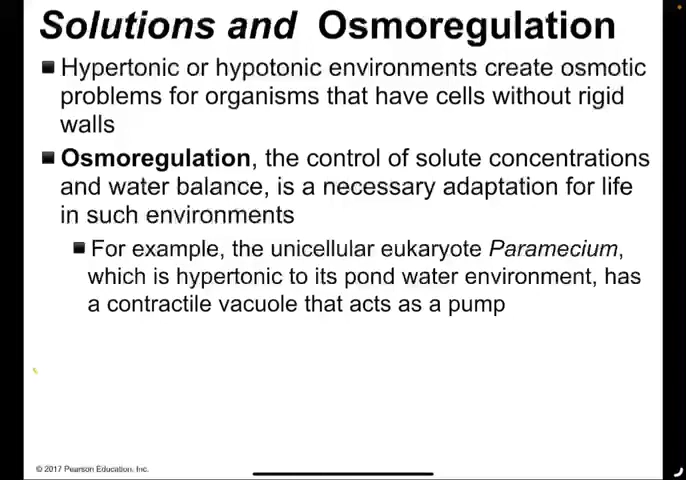 Solutions and Osmoregulation
Hypertonic or hypotonic environments create osmotic
problems for organisms that have cells without rigid
walls
Osmoregulation, the control of solute concentrations
and water balance, is a necessary adaptation for life
in such environments
For example, the unicellular eukaryote Paramecium,
which is hypertonic to its pond water environment, has
a contractile vacuole that acts as a pump
© 2017 Pearson Education, Inc.